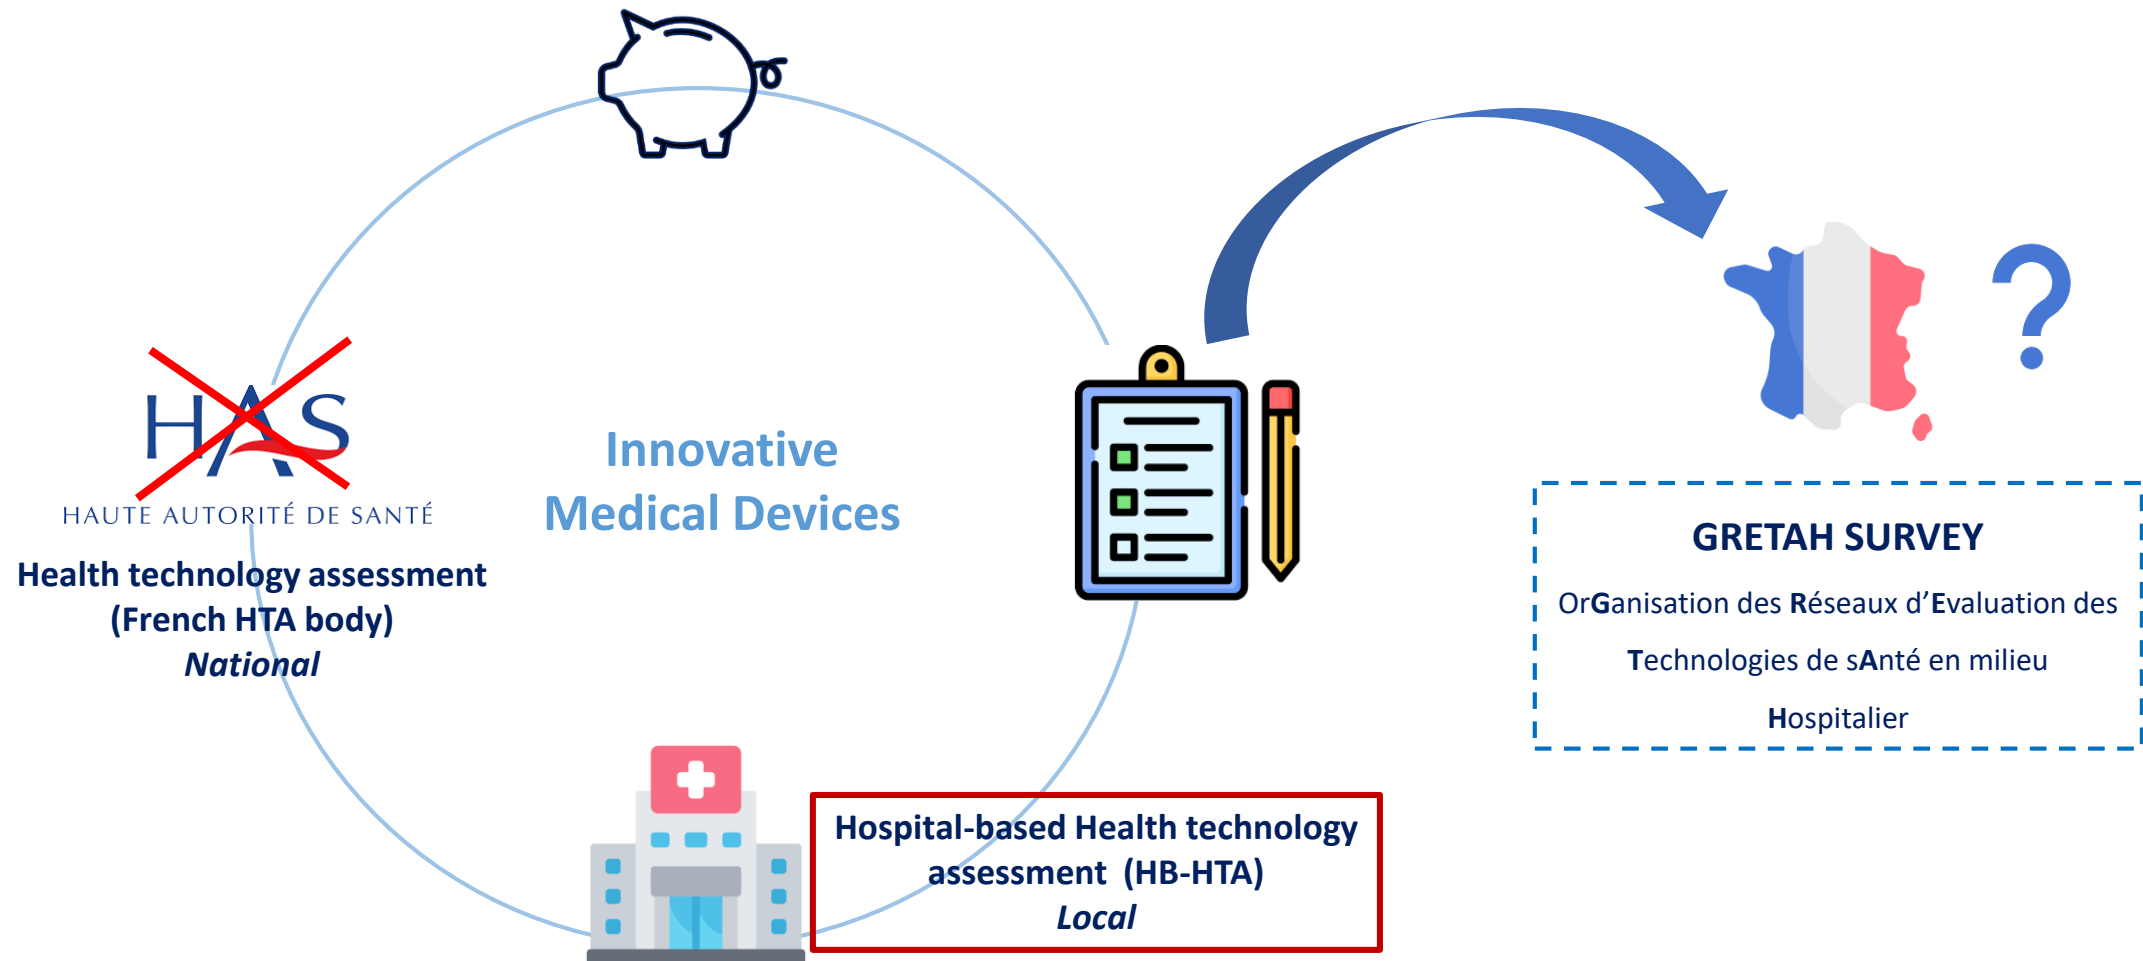 HAS
HAUTE AUTORITÉ DE SANTÉ
Health technology assessment
(French HTA body)
National
Innovative
Medical Devices
Hospital-based Health technology
assessment (HB-HTA)
Local
GRETAH SURVEY
OrGanisation des Réseaux d’Evaluation des
Technologies de sAnté en milieu
Hospitalier
?